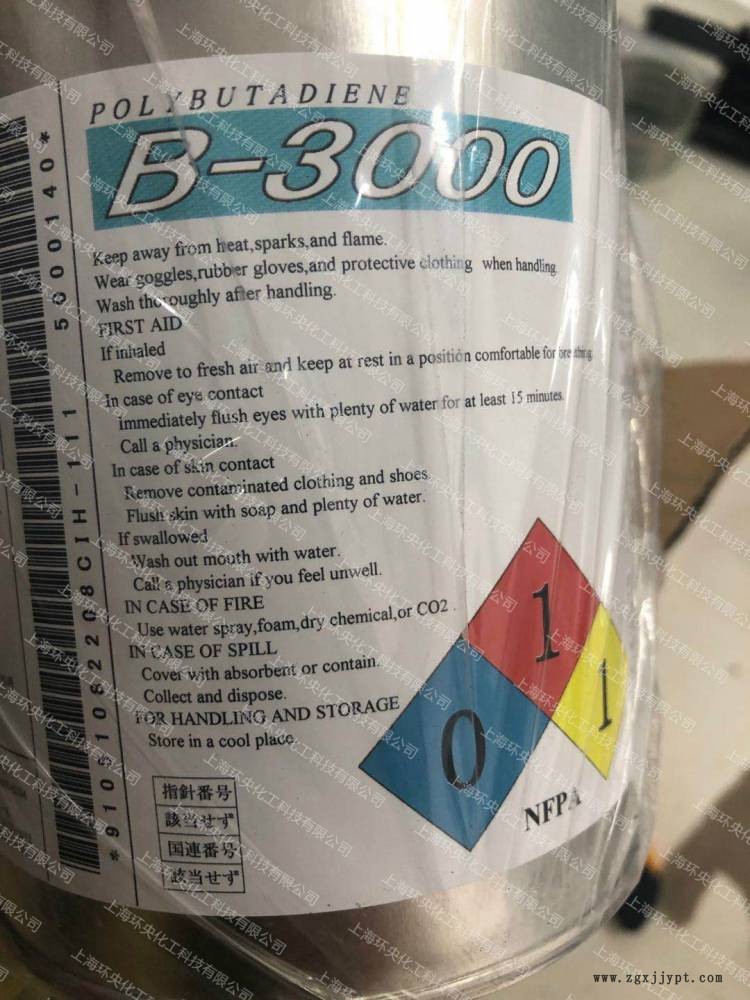 POLYBUTADIENE
B-3000
Keep away from heat,sparks,and flame.
Wear goggles,rubber gloves,and protective clothing when handling.
Wash thoroughly after handling.
FIRST AID
If inhaled
Remove to fresh air and keep at rest in a position comfortable for breathing.
In case of eye contact
immediately flush eyes with plenty of water for at least 15 minutes.
Call a physician.
In case of skin contact
Remove contaminated clothing and shoes.
Flush skin with soap and plenty of water.
If swallowed
Wash out mouth with water.
Call a physician if you feel unwell.
IN CASE OF FIRE
Use water spray,foam,dry chemical,or CO2 .
IN CASE OF SPILL
Cover with absorbent or contain.
Collect and dispose.
FOR HANDLING AND STORAGE
Store in a cool place.
1
0
1
NFPA
指針番号
該当せず
国連番号
該当せず
*91051062208CIH-111 5000140*
上海环央化工科技有限公司
www.zgxjjypt.com